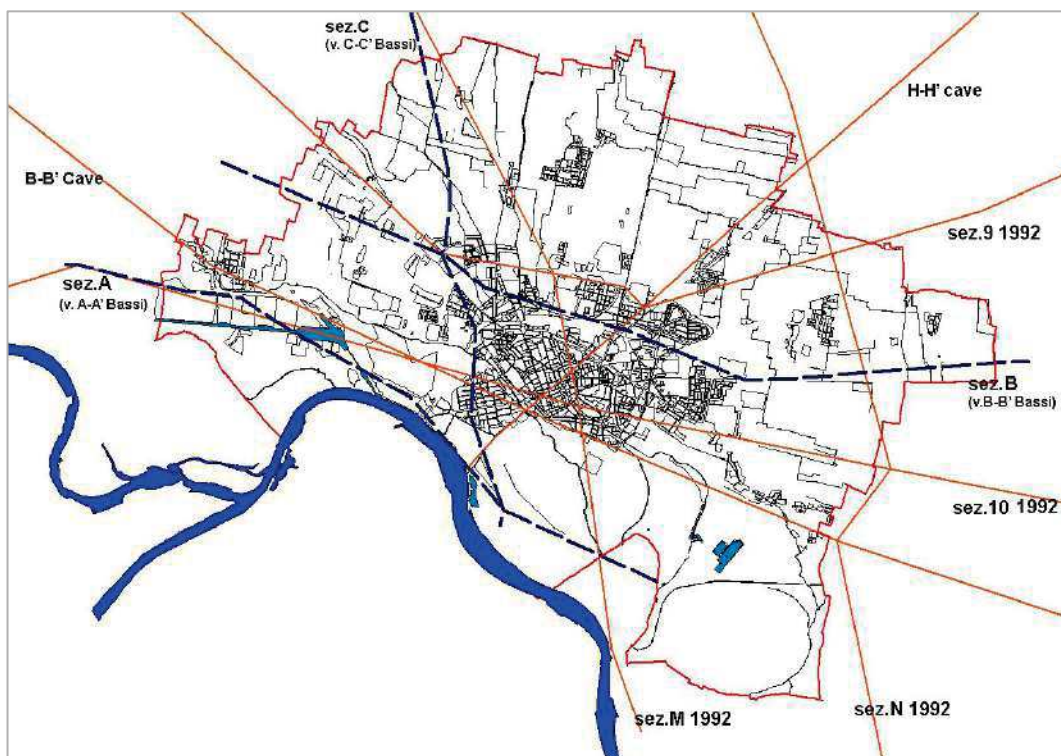 sez.C
(v. C-C' Bassi)
H-H' cave
B-B' Cave
sez.9 1992
sez.A
(v. A-A' Bassi)
sez.B
(v.B-B' Bassi)
sez.10 1992
sez.M 1992
sez.N 1992